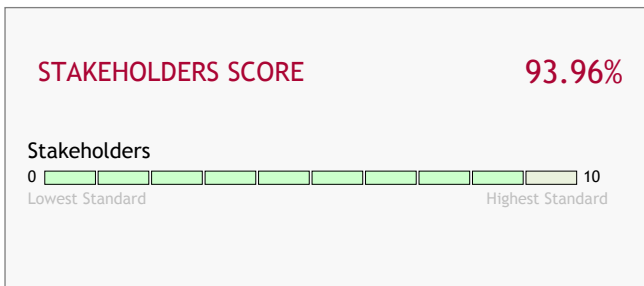 STAKEHOLDERS SCORE 93.96%
Stakeholders
0 10
Lowest Standard Highest Standard